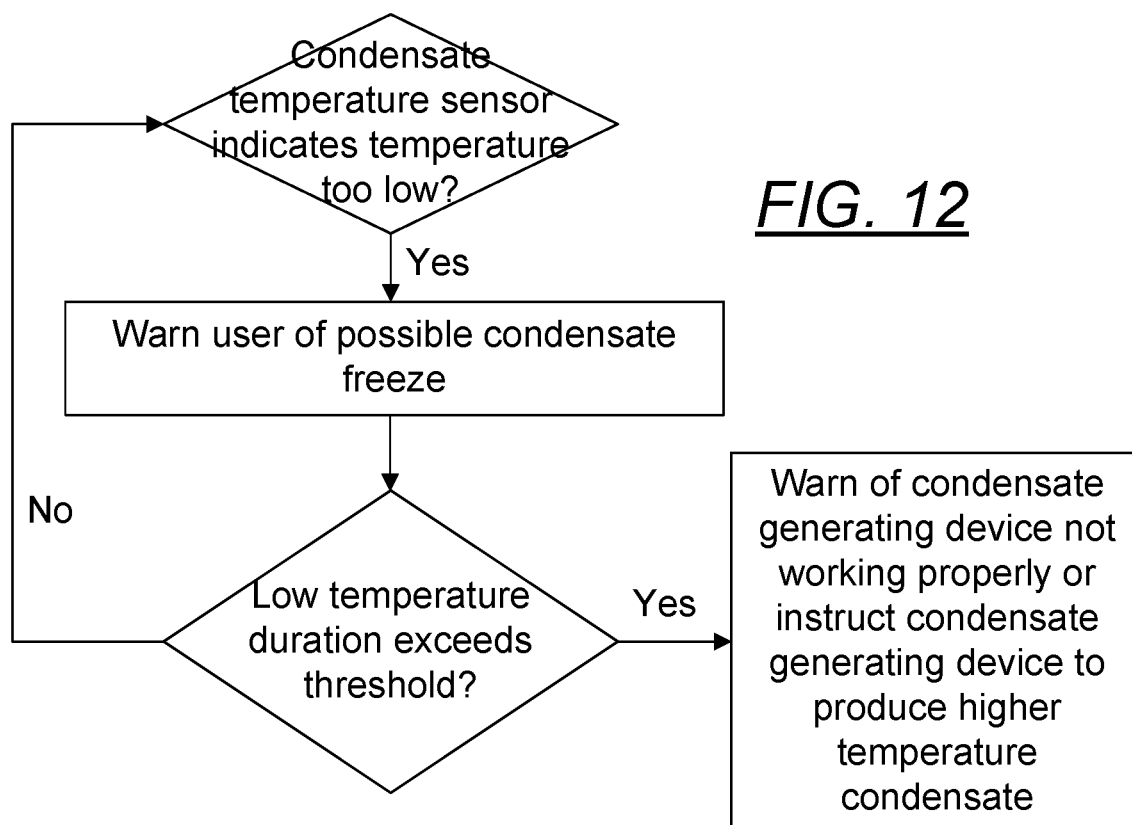 Condensate
temperature sensor
indicates temperature
too low?
FIG. 12
Yes
Warn user of possible condensate
freeze
No
Low temperature
duration exceeds
threshold?
Yes
Warn of condensate
generating device not
working properly or
instruct condensate
generating device to
produce higher
temperature
condensate